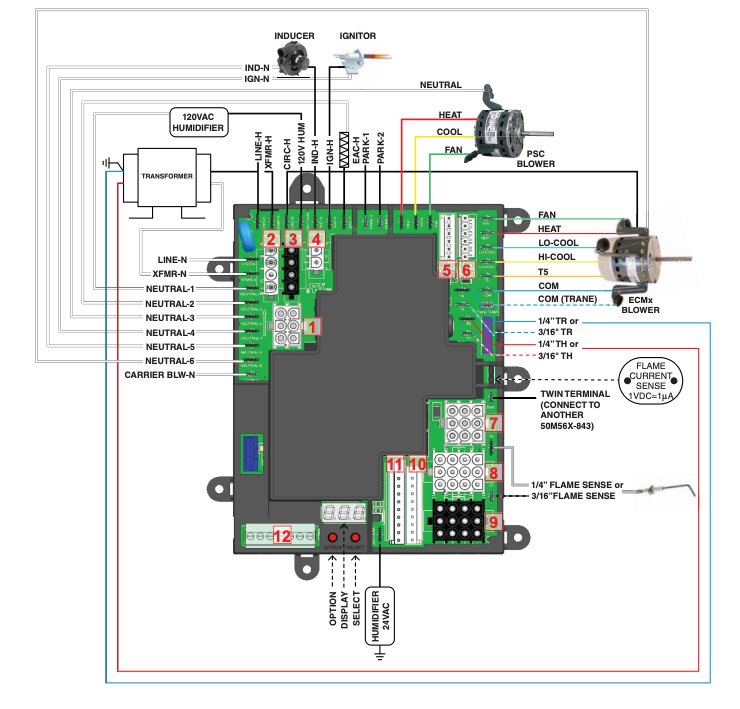 INDUCER
IGNITOR
IND-N
IGN-N
NEUTRAL
120VAC
HUMIDIFIER
LINE-H
XFMR-H
CIRC-H
120V HUM
IND-H
IGN-H
EAC-H
PARK-1
PARK-2
HEAT
COOL
FAN
PSC
BLOWER
TRANSFORMER
FAN
HEAT
LO-COOL
HI-COOL
T5
COM
COM (TRANE)
ECMx
BLOWER
LINE-N
XFMR-N
NEUTRAL-1
NEUTRAL-2
NEUTRAL-3
NEUTRAL-4
NEUTRAL-5
NEUTRAL-6
CARRIER BLW-N
2
3
4
5
6
1
1/4" TR or
3/16" TR
1/4" TH or
3/16" TH
FLAME
CURRENT
SENSE
1VDC=1µA
TWIN TERMINAL
(CONNECT TO
ANOTHER
50M56X-843)
7
11
10
8
1/4" FLAME SENSE or
3/16"FLAME SENSE
9
12
OPTION
SELECT
OPTION
DISPLAY
SELECT
HUMIDIFIER
24VAC